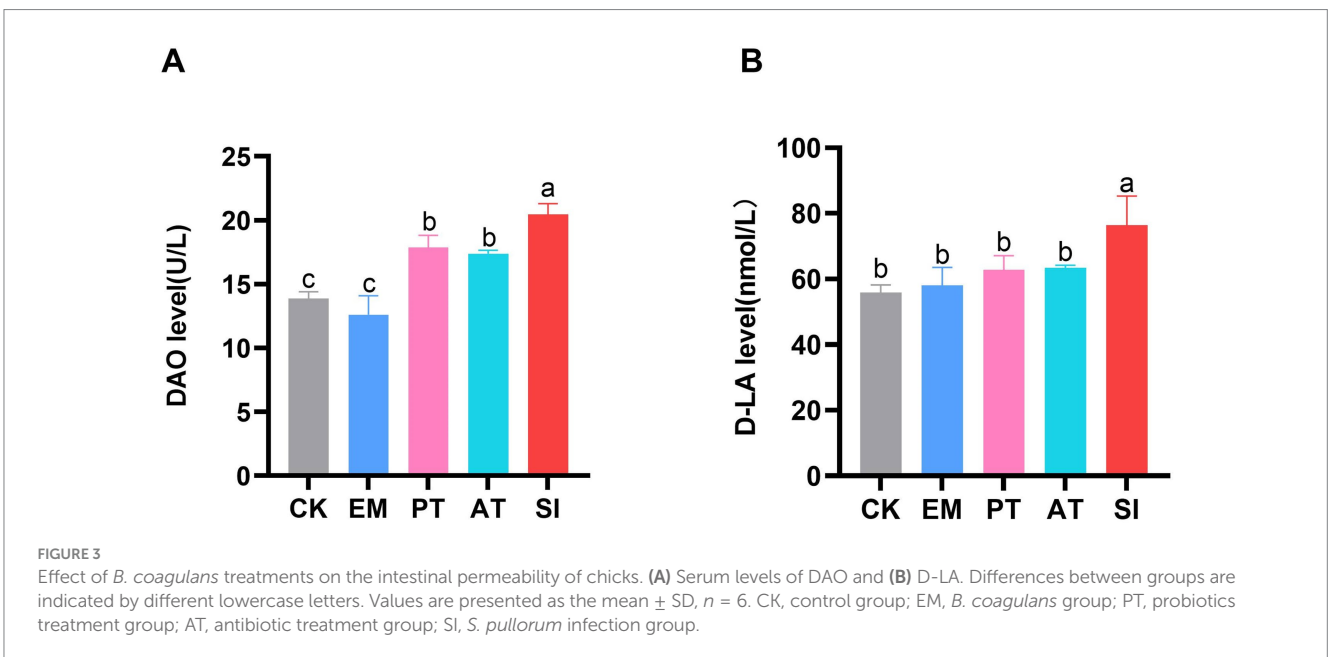 A
25
20
15
10
5
0
DAO level(U/L)
c
c
b
b
a
CK EM PT AT SI
B
100
80
60
40
20
0
D-LA level(nmol/L）
b
b
b
b
a
CK EM PT AT SI
FIGURE 3
Effect of B. coagulans treatments on the intestinal permeability of chicks. (A) Serum levels of DAO and (B) D-LA. Differences between groups are
indicated by different lowercase letters. Values are presented as the mean ± SD, n = 6. CK, control group; EM, B. coagulans group; PT, probiotics
treatment group; AT, antibiotic treatment group; SI, S. pullorum infection group.